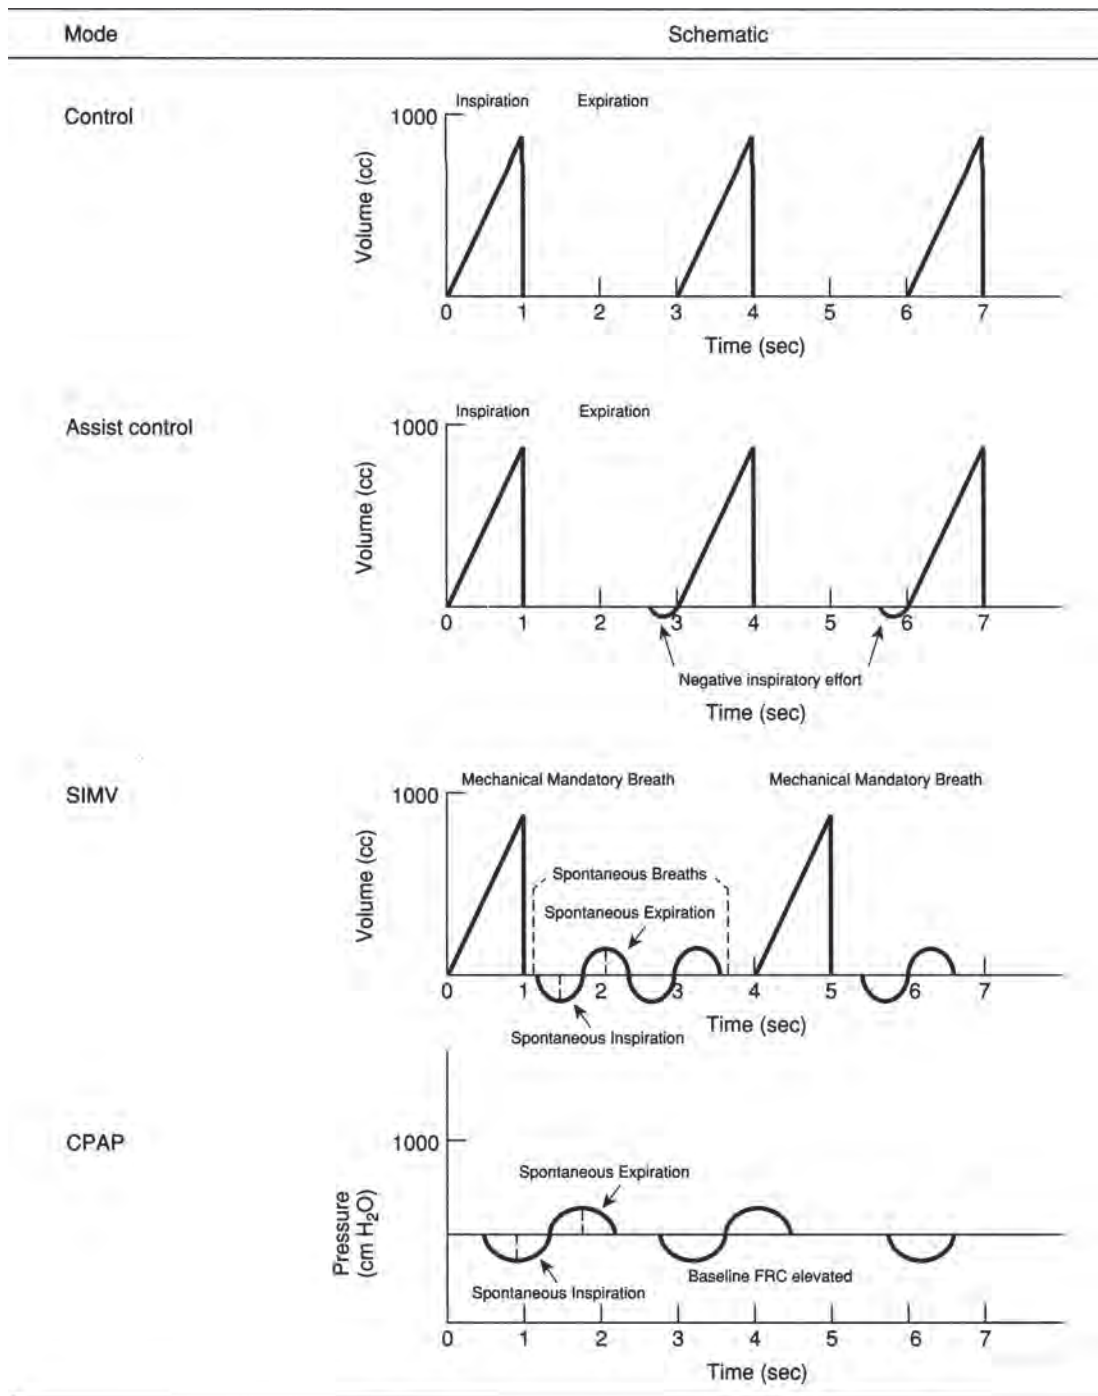 Mode Schematic
Control
Inspiration Expiration
1000
Volume (cc)
0 1 2 3 4 5 6 7
Time (sec)
Assist control
Inspiration Expiration
1000
Volume (cc)
0 1 2 3 4 5 6 7
Negative inspiratory effort
Time (sec)
SIMV
Mechanical Mandatory Breath Mechanical Mandatory Breath
1000
Volume (cc)
Spontaneous Breaths
Spontaneous Expiration
0 1 2 3 4 5 6 7
Time (sec)
Spontaneous Inspiration
CPAP
1000
Pressure
(cm H₂O)
Spontaneous Expiration
Baseline FRC elevated
Spontaneous Inspiration
0 1 2 3 4 5 6 7
Time (sec)